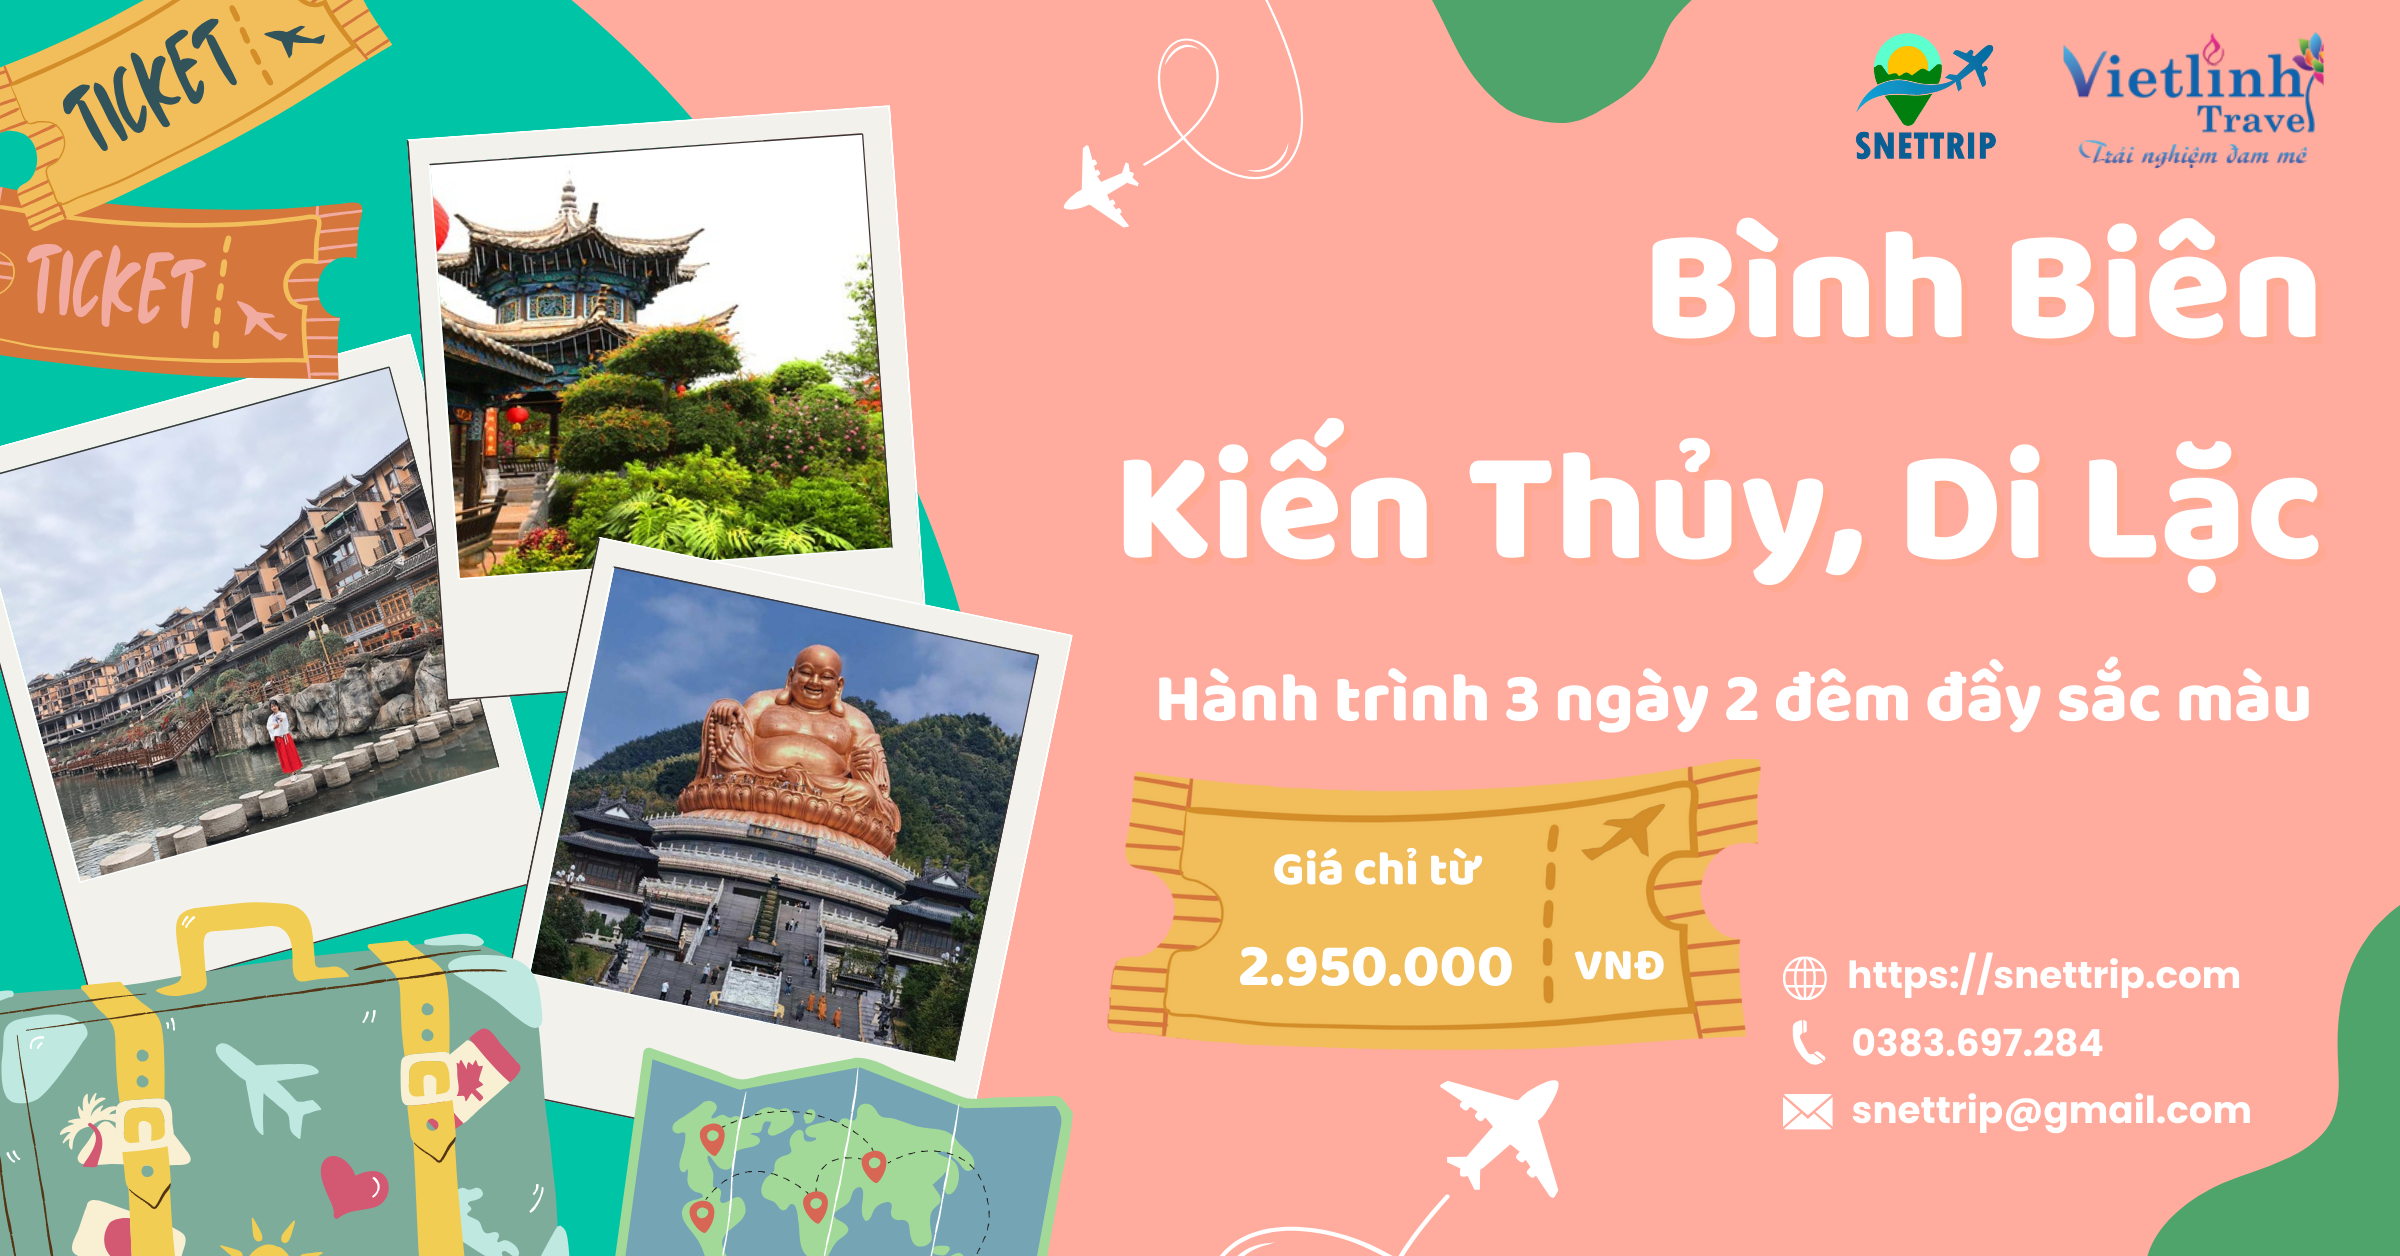 TICKET
TICKET
SNETTRIP
Vietlinh
Travel
Trải nghiệm đam mê
Bình Biên
Kiến Thủy, Di Lặc
Hành trình 3 ngày 2 đêm đầy sắc màu
Giá chỉ từ
2.950.000 VNĐ
https://snettrip.com
0383.697.284
snettrip@gmail.com